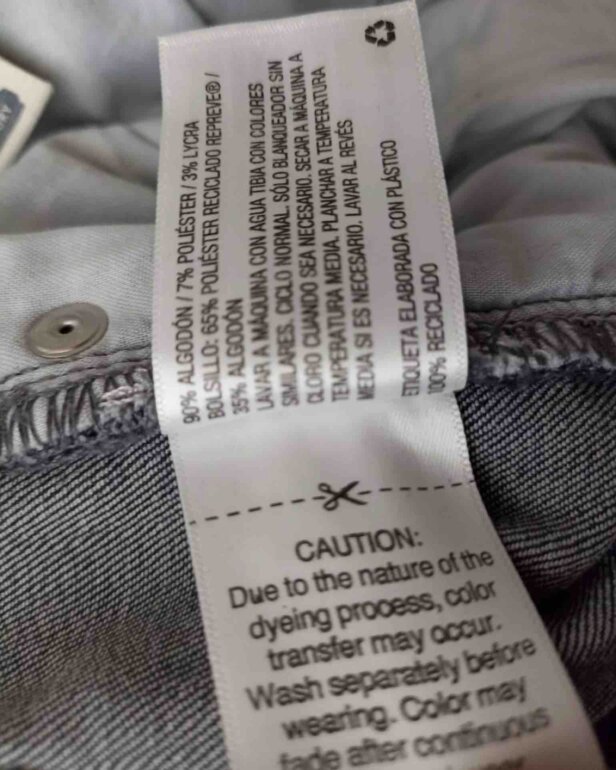 90% ALGODÓN / 7% POLIÉSTER / 3% LYCRA
BOLSILLO: 65% POLIÉSTER RECICLADO REPREVE® /
35% ALGODÓN
LAVAR A MÁQUINA CON AGUA TIBIA CON COLORES
SIMILARES. CICLO NORMAL. SÓLO BLANQUEADOR SIN
CLORO CUANDO SEA NECESARIO. SECAR A MÁQUINA A
TEMPERATURA MEDIA. PLANCHAR A TEMPERATURA
MEDIA SI ES NECESARIO. LAVAR AL REVÉS
ETIQUETA ELABORADA CON PLÁSTICO
100% RECICLADO
CAUTION:
Due to the nature of the
dyeing process, color
transfer may occur.
Wash separately before
wearing. Color may
fade after continuous